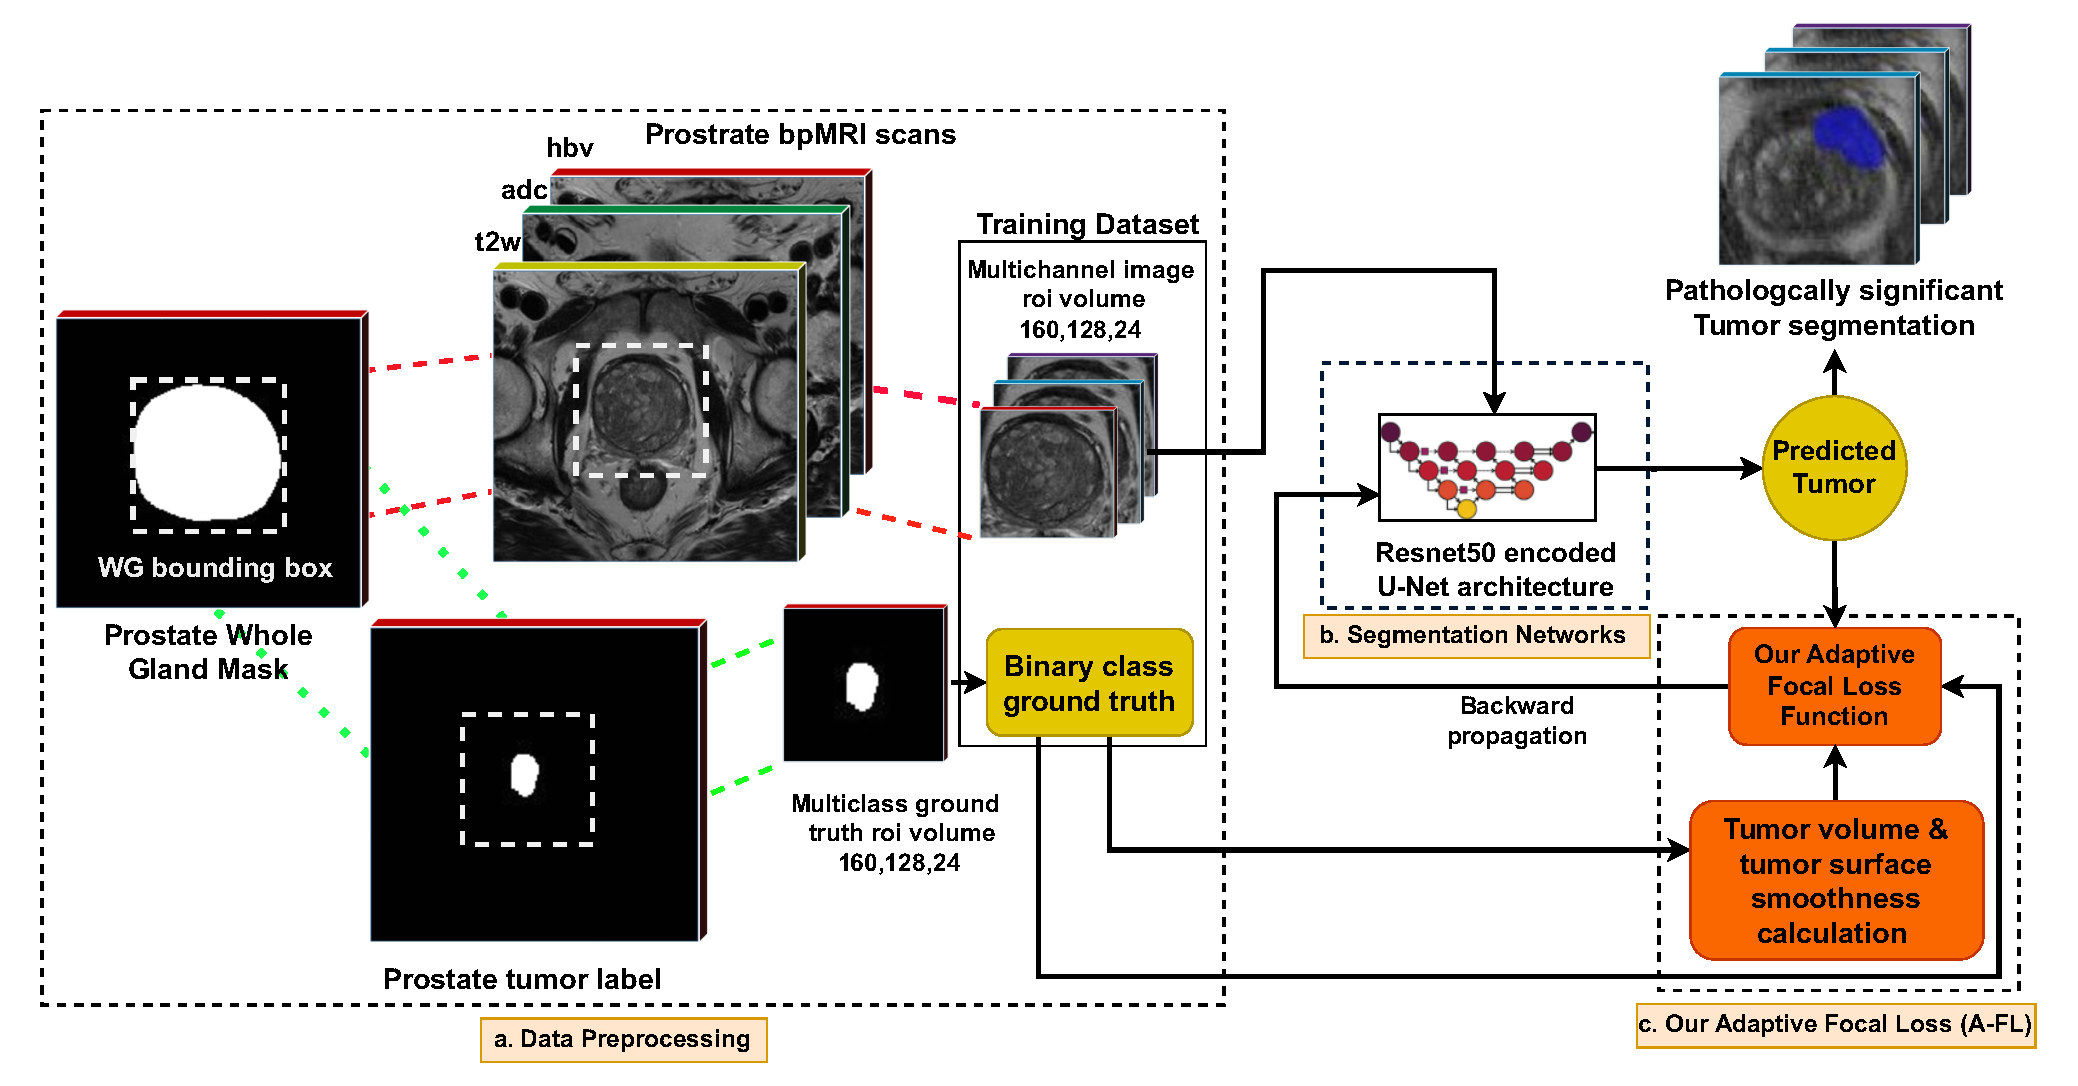 Prostrate bpMRI scans
hbv
adc
t2w
WG bounding box
Prostate Whole
Gland Mask
Prostate tumor label
Training Dataset
Multichannel image
roi volume
160,128,24
Binary class
ground truth
Multiclass ground
truth roi volume
160,128,24
a. Data Preprocessing
Resnet50 encoded
U-Net architecture
b. Segmentation Networks
Backward
propagation
Pathologcally significant
Tumor segmentation
Predicted
Tumor
Our Adaptive
Focal Loss
Function
Tumor volume &
tumor surface
smoothness
calculation
c. Our Adaptive Focal Loss (A-FL)